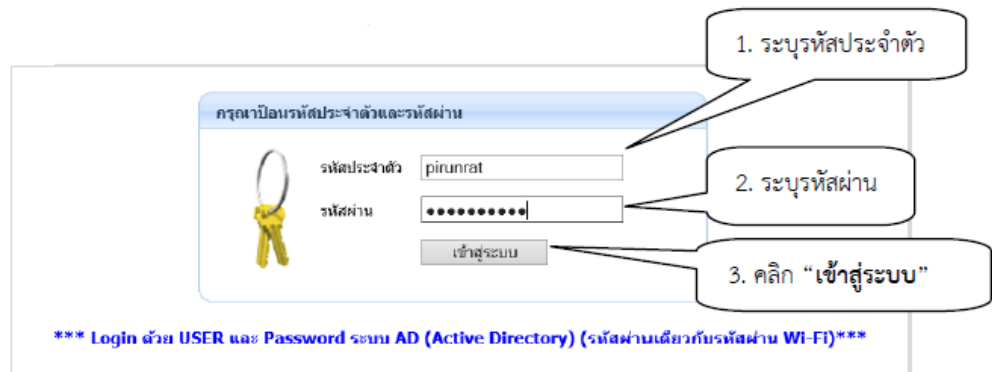 1. ระบุรหัสประจำตัว
กรุณาป้อนรหัสประจำตัวและรหัสผ่าน
รหัสประจำตัว pirunrat
2. ระบุรหัสผ่าน
รหัสผ่าน ●●●●●●●●●●
เข้าสู่ระบบ
3. คลิก “เข้าสู่ระบบ”
*** Login ด้วย USER และ Password ระบบ AD (Active Directory) (รหัสผ่านเดียวกับรหัสผ่าน Wi-Fi)***